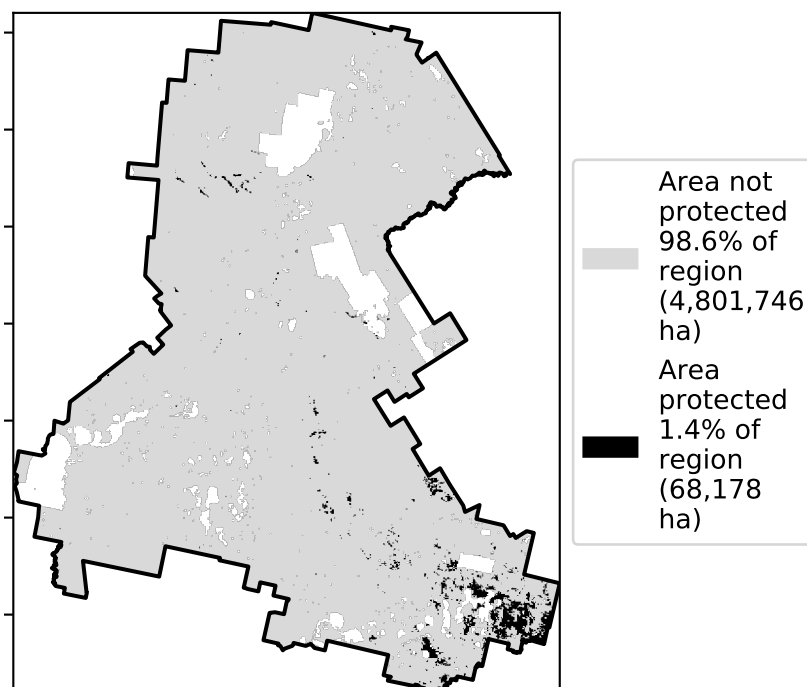 Area not
protected
98.6% of
region
(4,801,746
ha)
Area
protected
1.4% of
region
(68,178
ha)